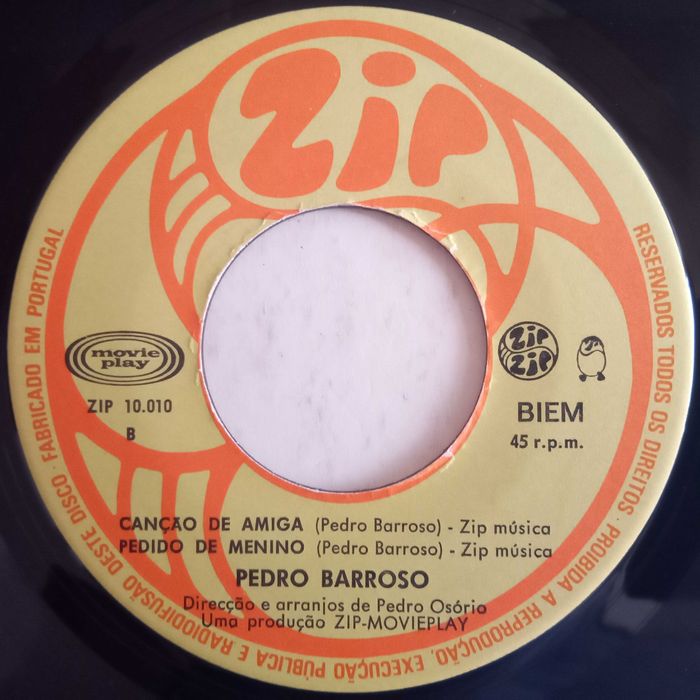 Zip
movie
play
ZIP 10.010
B
ZIP
ZIP
BIEM
45 r.p.m.
CANÇÃO DE AMIGA (Pedro Barroso) - Zip música
PEDIDO DE MENINO (Pedro Barroso) - Zip música
PEDRO BARROSO
Direcção e arranjos de Pedro Osório
Uma produção ZIP-MOVIEPLAY
RESERVADOS TODOS OS DIREITOS · PROIBIDA A REPRODUÇÃO, EXECUÇÃO PÚBLICA E RADIODIFUSÃO DESTE DISCO · FABRICADO EM PORTUGAL